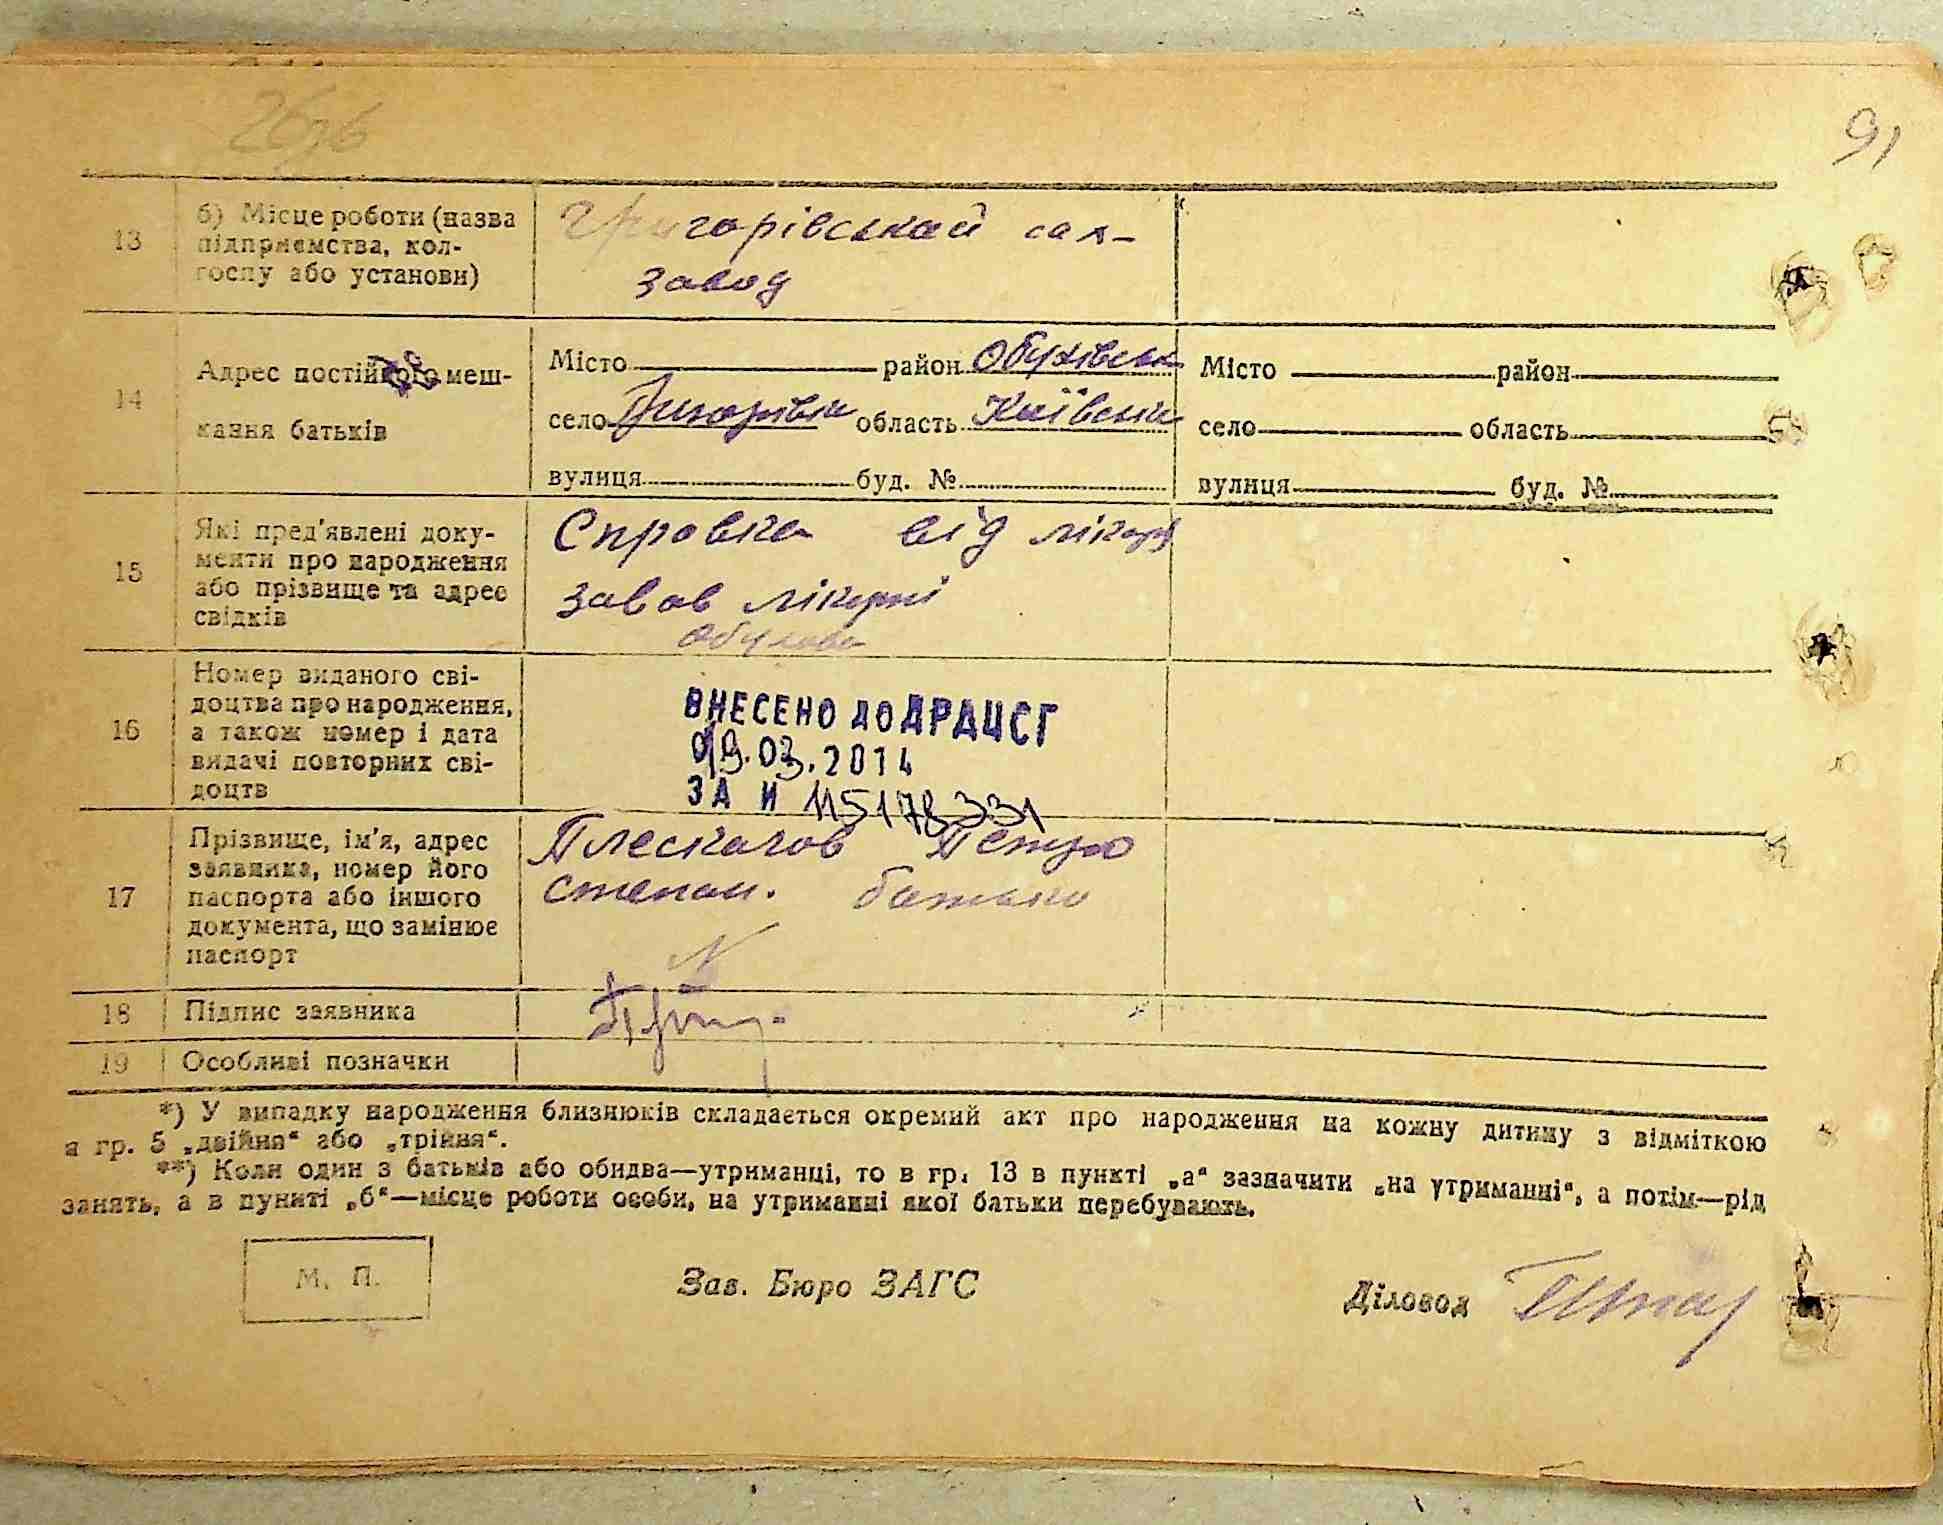 91
13
б) Місце роботи (назва
підприємства, кол-
госпу або установи)
Григорівський сах-
завод
14
Адрес постійного меш-
кання батьків
Місто район Обухівськ
село Григорівка область Київська
вулиця буд. №
Місто район
село область
вулиця буд. №
15
Які пред'явлені доку-
менти про народження
або прізвище та адрес
свідків
Справка від лікаря
завод лікарні
16
Номер виданого сві-
доцтва про народження,
а також номер і дата
видачі повторних сві-
доцтв
ВНЕСЕНО ДО ДРАЦСГ
19.03.2014
ЗА И 115178331
17
Прізвище, ім'я, адрес
заявника, номер його
паспорта або іншого
документа, що замінює
паспорт
Плескачов Петро
Степан. батько
18
Підпис заявника
19
Особливі позначки
*) У випадку народження близнюків складається окремий акт про народження на кожну дитину з відміткою
в гр. 5 „двійня“ або „трійня“.
**) Коли один з батьків або обидва—утриманці, то в гр. 13 в пункті „а“ зазначити „на утриманні“, а потім—рід
занять, а в пункті „б“—місце роботи особи, на утриманні якої батьки перебувають.
М. П.
Зав. Бюро ЗАГС
Діловод